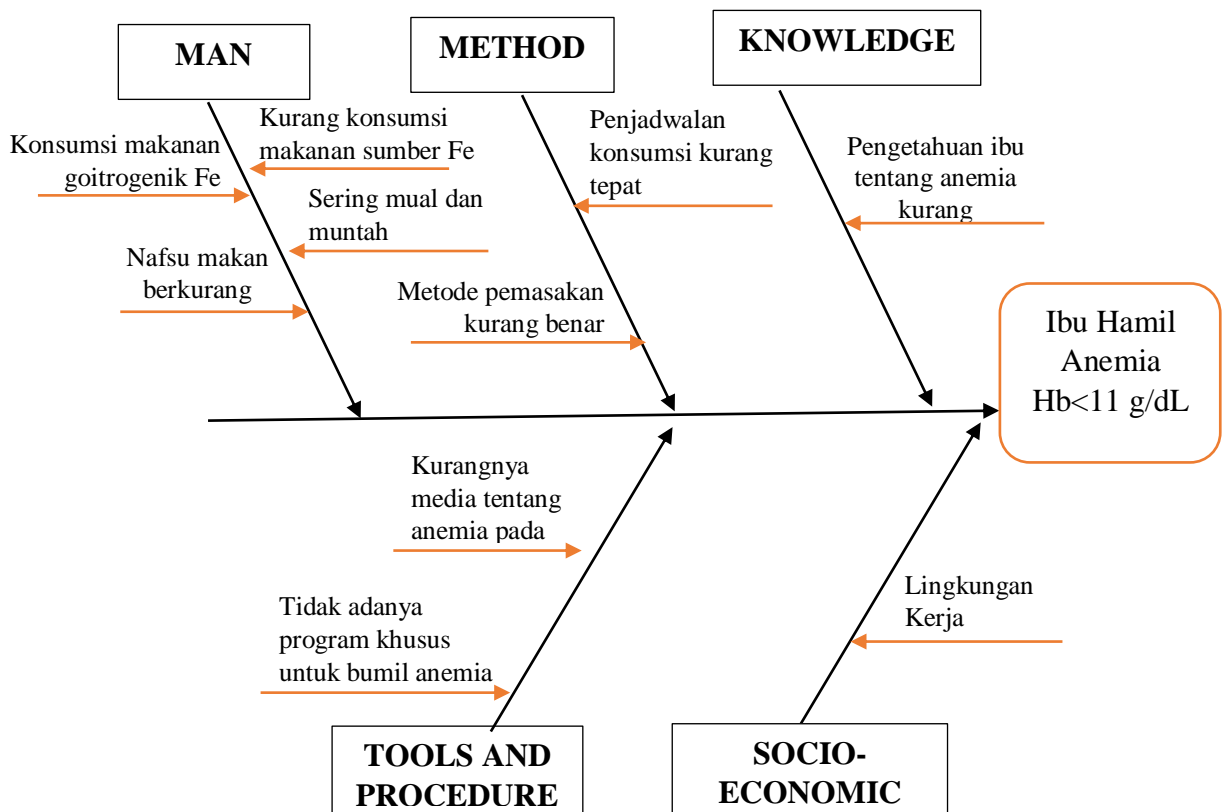 MAN
METHOD
KNOWLEDGE
Konsumsi makanan
goitrogenik Fe
Kurang konsumsi
makanan sumber Fe
Sering mual dan
muntah
Nafsu makan
berkurang
Penjadwalan
konsumsi kurang
tepat
Metode pemasakan
kurang benar
Pengetahuan ibu
tentang anemia
kurang
Ibu Hamil
Anemia
Hb<11 g/dL
Kurangnya
media tentang
anemia pada
Tidak adanya
program khusus
untuk bumil anemia
Lingkungan
Kerja
TOOLS AND
PROCEDURE
SOCIO-
ECONOMIC